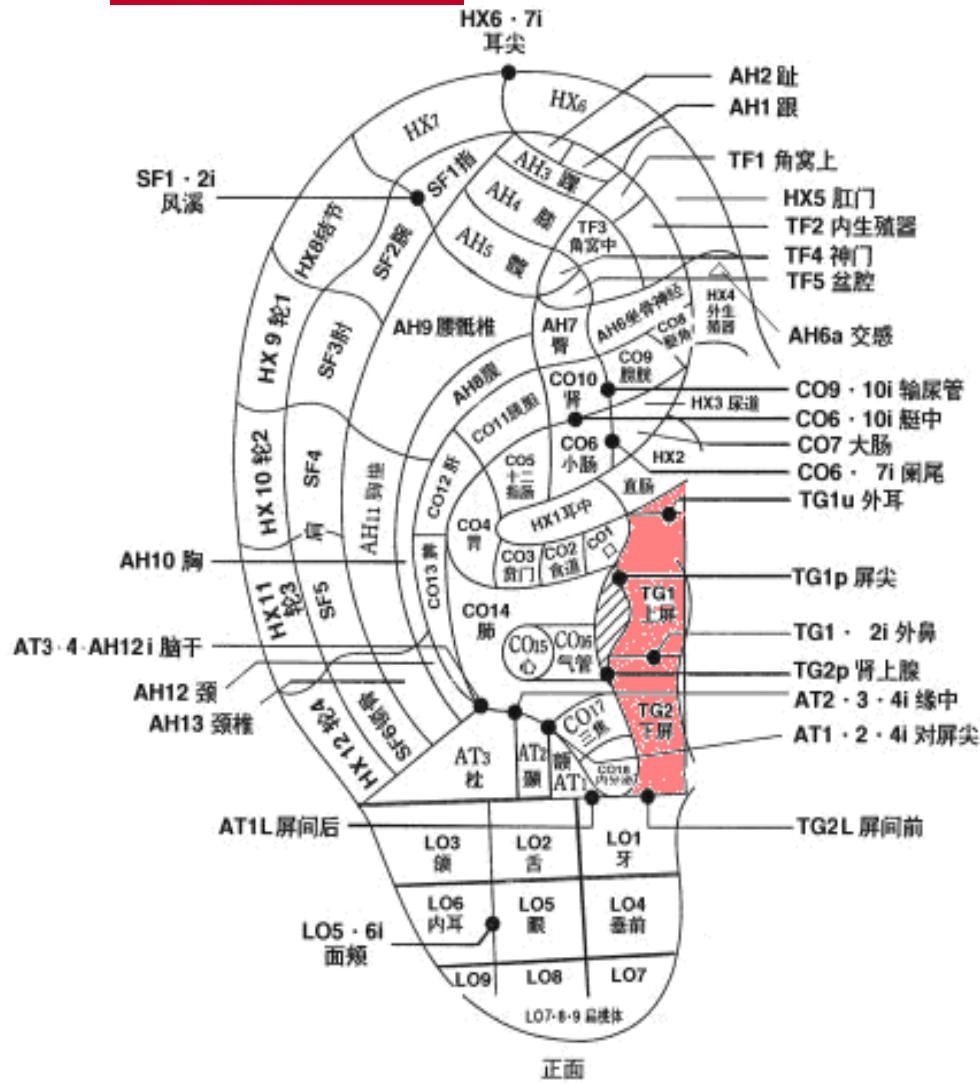 HX6・7i
耳尖
HX6
HX7
AH2 趾
AH1 跟
SF1指
AH3 踝
TF1 角窝上
SF1・2i
风溪
AH4 膝
HX5 肛门
TF3
角窝中
TF2 内生殖器
HX8结节
SF2腕
AH5 髋
TF4 神门
TF5 盆腔
HX4
外生
殖器
HX 9 轮1
SF3肘
AH9 腰骶椎
AH7
臀
AH6坐骨神经
CO8
艇角
AH6a 交感
AH8腹
CO10
肾
CO9
膀胱
CO9・10i 输尿管
HX3 尿道
CO11胰胆
CO6・10i 艇中
HX 10 轮2
SF4
肩
CO6
小肠
CO7 大肠
HX2
直肠
CO12 肝
CO5
十二
指肠
CO6・ 7i 阑尾
AH11 胸椎
HX1耳中
TG1u 外耳
CO4
胃
CO3
贲门
CO2
食道
CO1
口
AH10 胸
CO13 脾
TG1p 屏尖
HX11
轮3
SF5
CO14
肺
TG1
上屏
AT3・4・AH12 i 脑干
CO15
心
CO16
气管
TG1・ 2i 外鼻
TG2p 肾上腺
AH12 颈
AT2・3・4i 缘中
AH13 颈椎
TG2
下屏
HX 12 轮4
SF6锁骨
CO17
三焦
AT3
枕
AT2
颞
额
AT1
CO18
内分泌
AT1・2・4i 对屏尖
AT1L 屏间后
TG2L 屏间前
LO3
颌
LO2
舌
LO1
牙
LO6
内耳
LO5
眼
LO4
垂前
LO5・6i
面颊
LO9
LO8
LO7
LO7・8・9 扁桃体
正面